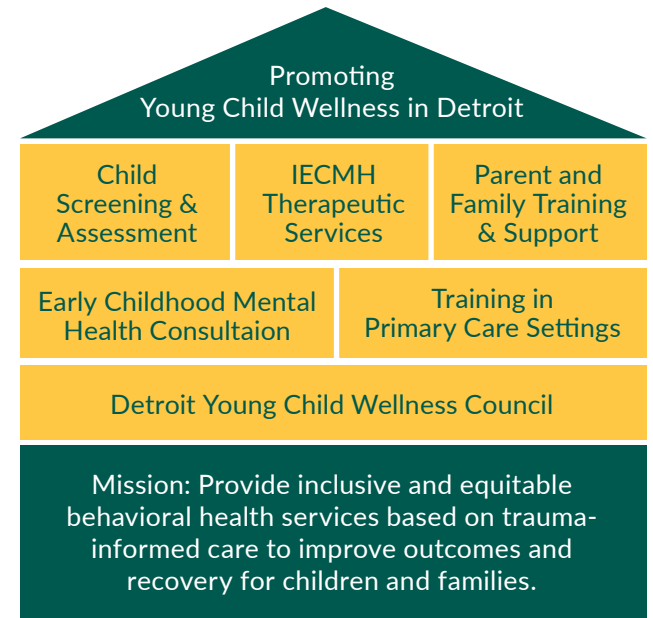 Promoting
Young Child Wellness in Detroit
Child
Screening &
Assessment
IECMH
Therapeutic
Services
Parent and
Family Training
& Support
Early Childhood Mental
Health Consultaion
Training in
Primary Care Settings
Detroit Young Child Wellness Council
Mission: Provide inclusive and equitable
behavioral health services based on trauma-
informed care to improve outcomes and
recovery for children and families.